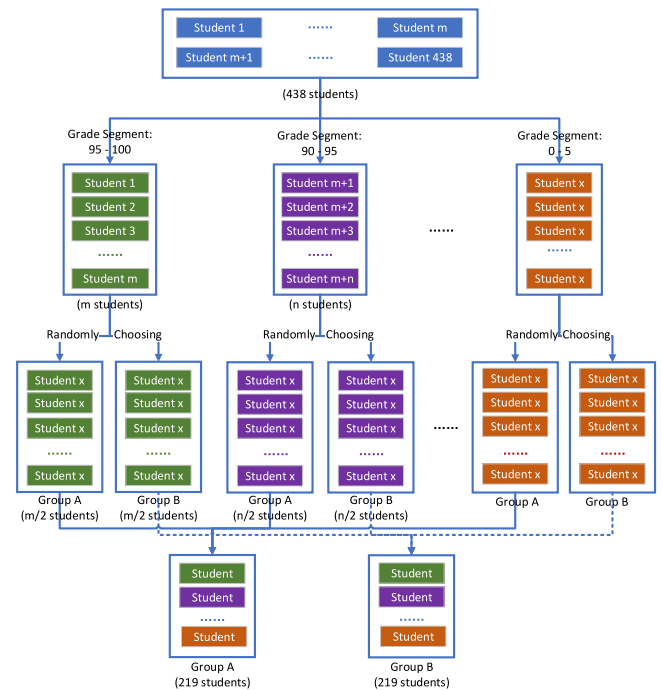 Student 1 ...... Student m
Student m+1 ...... Student 438
(438 students)
Grade Segment:
95 - 100
Grade Segment:
90 - 95
Grade Segment:
0 - 5
Student 1
Student 2
Student 3
......
Student m
(m students)
Student m+1
Student m+2
Student m+3
......
Student m+n
(n students)
......
Student x
Student x
Student x
......
Student x
Randomly Choosing
Randomly Choosing
Randomly Choosing
Student x
Student x
Student x
......
Student x
Group A
(m/2 students)
Student x
Student x
Student x
......
Student x
Group B
(m/2 students)
Student x
Student x
Student x
......
Student x
Group A
(n/2 students)
Student x
Student x
Student x
......
Student x
Group B
(n/2 students)
......
Student x
Student x
Student x
......
Student x
Group A
Student x
Student x
Student x
......
Student x
Group B
Student
Student
......
Student
Group A
(219 students)
Student
Student
......
Student
Group B
(219 students)